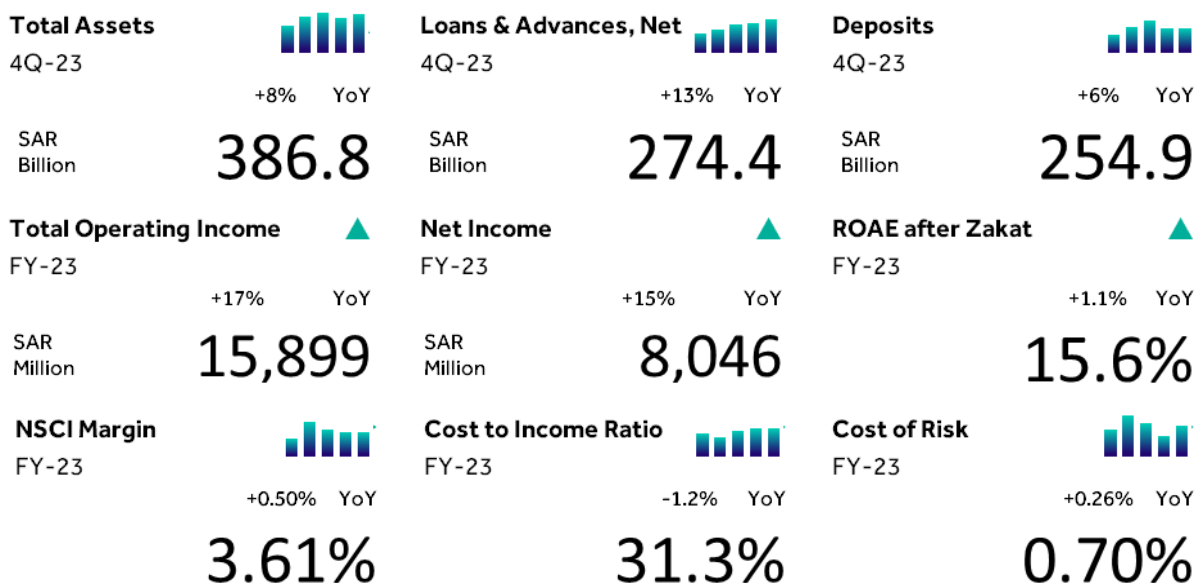 Total Assets
4Q-23
+8% YoY
SAR
Billion
386.8
Loans & Advances, Net
4Q-23
+13% YoY
SAR
Billion
274.4
Deposits
4Q-23
+6% YoY
SAR
Billion
254.9
Total Operating Income
FY-23
+17% YoY
SAR
Million
15,899
Net Income
FY-23
+15% YoY
SAR
Million
8,046
ROAE after Zakat
FY-23
+1.1% YoY
15.6%
NSCI Margin
FY-23
+0.50% YoY
3.61%
Cost to Income Ratio
FY-23
-1.2% YoY
31.3%
Cost of Risk
FY-23
+0.26% YoY
0.70%